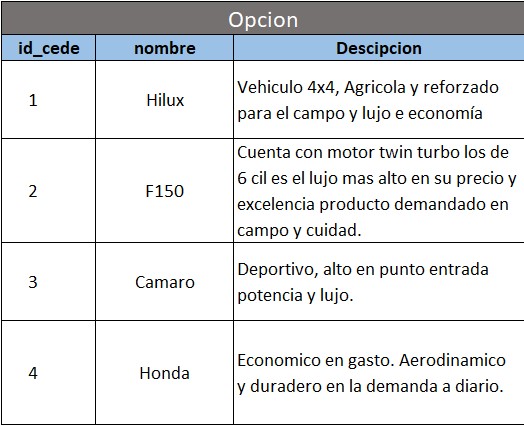 Opcion
id_cede nombre Descipcion
1 Hilux Vehiculo 4x4, Agricola y reforzado
para el campo y lujo e economía
2 F150 Cuenta con motor twin turbo los de
6 cil es el lujo mas alto en su precio y
excelencia producto demandado en
campo y cuidad.
3 Camaro Deportivo, alto en punto entrada
potencia y lujo.
4 Honda Economico en gasto. Aerodinamico
y duradero en la demanda a diario.